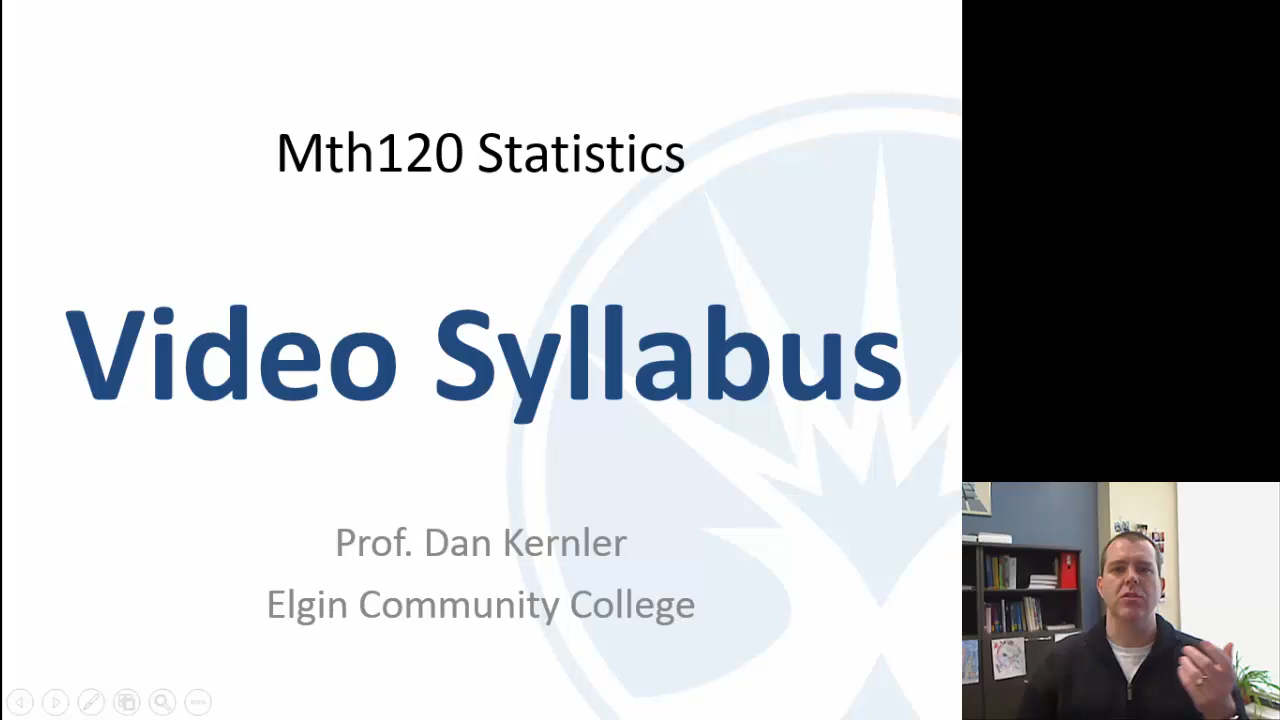 Mth120 Statistics
Video Syllabus
Prof. Dan Kernler
Elgin Community College